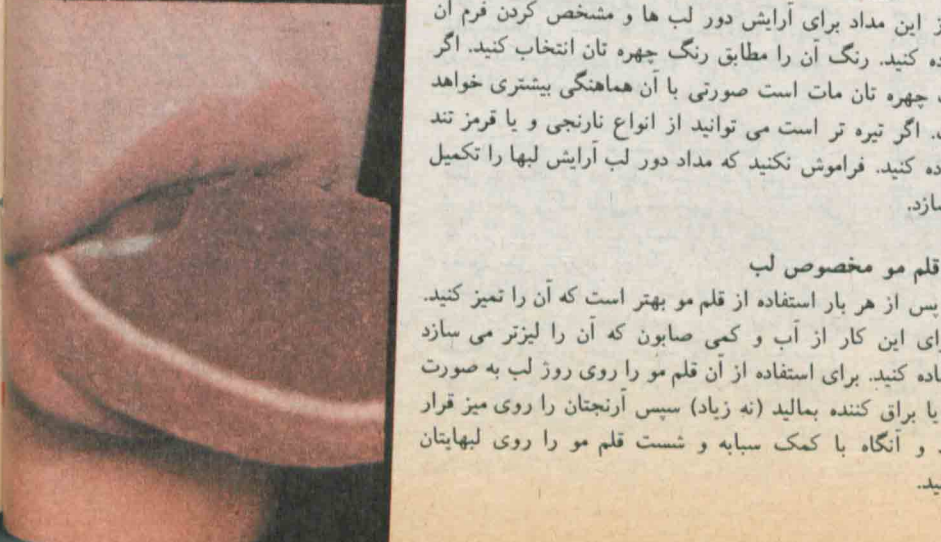 از این مداد برای آرایش دور لب ها و مشخص کردن فرم آن
کنید. رنگ آن را مطابق رنگ چهره تان انتخاب کنید. اگر
چهره تان مات است صورتی با آن هماهنگی بیشتری خواهد
اگر تیره تر است می توانید از انواع نارنجی و یا قرمز تند
کنید. فراموش نکنید که مداد دور لب آرایش لبها را تکمیل
قلم مو مخصوص لب
پس از هر بار استفاده از قلم مو بهتر است که آن را تمیز کنید.
این کار از آب و کمی صابون که آن را لیزتر می سازد
کنید. برای استفاده از آن قلم مو را روی روژ لب به صورت
یا براق کننده بمالید (نه زیاد) سپس آرنجتان را روی میز قرار
و آنگاه با کمک سبابه و شست قلم مو را روی لبهایتان